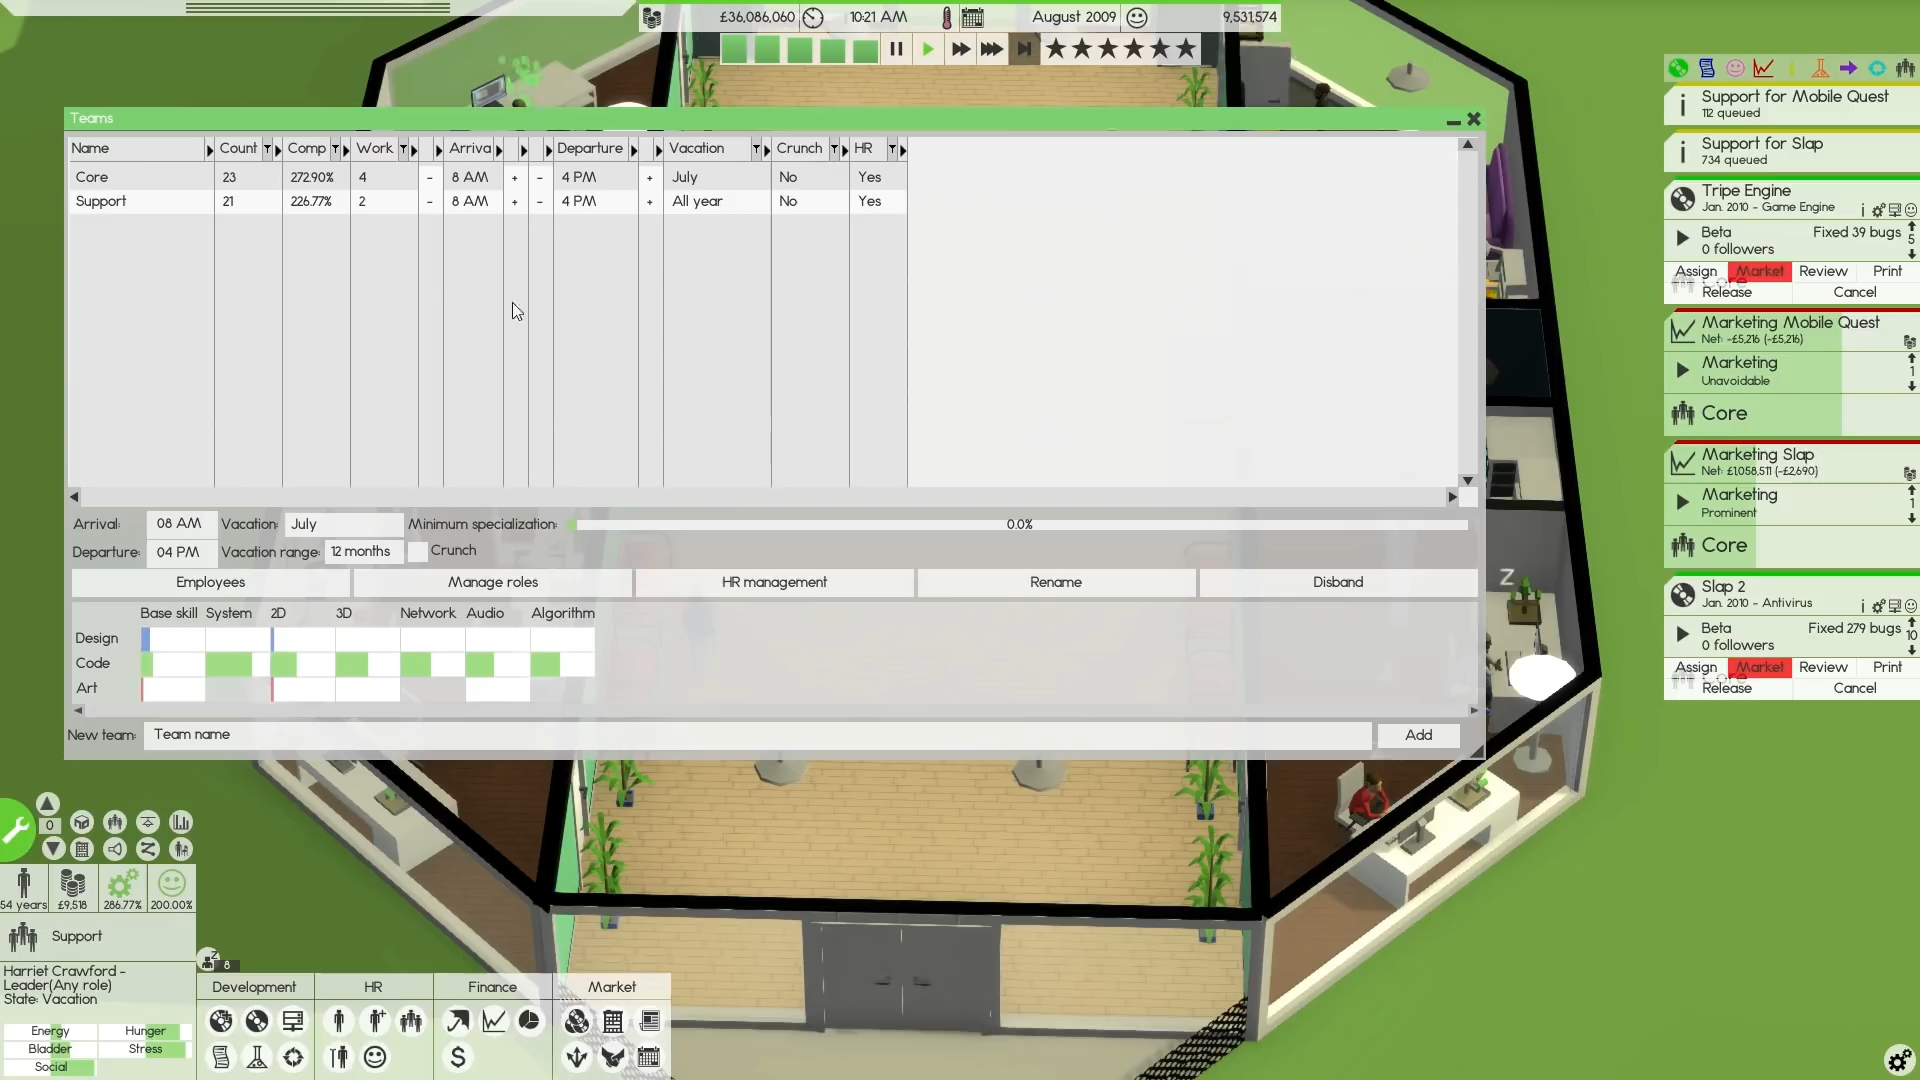 £36,086,060
10:21 AM
August 2009
9,531,574
Teams
Name Count Comp Work Arriva Departure Vacation Crunch HR
Core 23 272.90% 4 - 8 AM + - 4 PM + July No Yes
Support 21 226.77% 2 - 8 AM + - 4 PM + All year No Yes
Arrival: 08 AM Vacation: July Minimum specialization: 0.0%
Departure: 04 PM Vacation range: 12 months Crunch
Employees Manage roles HR management Rename Disband
Base skill System 2D 3D Network Audio Algorithm
Design
Code
Art
New team: Team name Add
Support for Mobile Quest
112 queued
Support for Slap
734 queued
Tripe Engine
Jan. 2010 - Game Engine
Beta Fixed 39 bugs
0 followers 5
Assign Market Review Print
Core
Release Cancel
Marketing Mobile Quest
Net: -£5,216 (-£5,216)
Marketing
Unavoidable 1
Core
Marketing Slap
Net: £1,058,511 (-£2,690)
Marketing
Prominent 1
Core
Slap 2
Jan. 2010 - Antivirus
Beta Fixed 279 bugs
0 followers 10
Assign Market Review Print
Core
Release Cancel
Z
0
54 years £9,518 286.77% 200.00%
Support
Harriet Crawford -
Leader(Any role)
State: Vacation
Energy Hunger
Bladder Stress
Social
Z
8
Development HR Finance Market